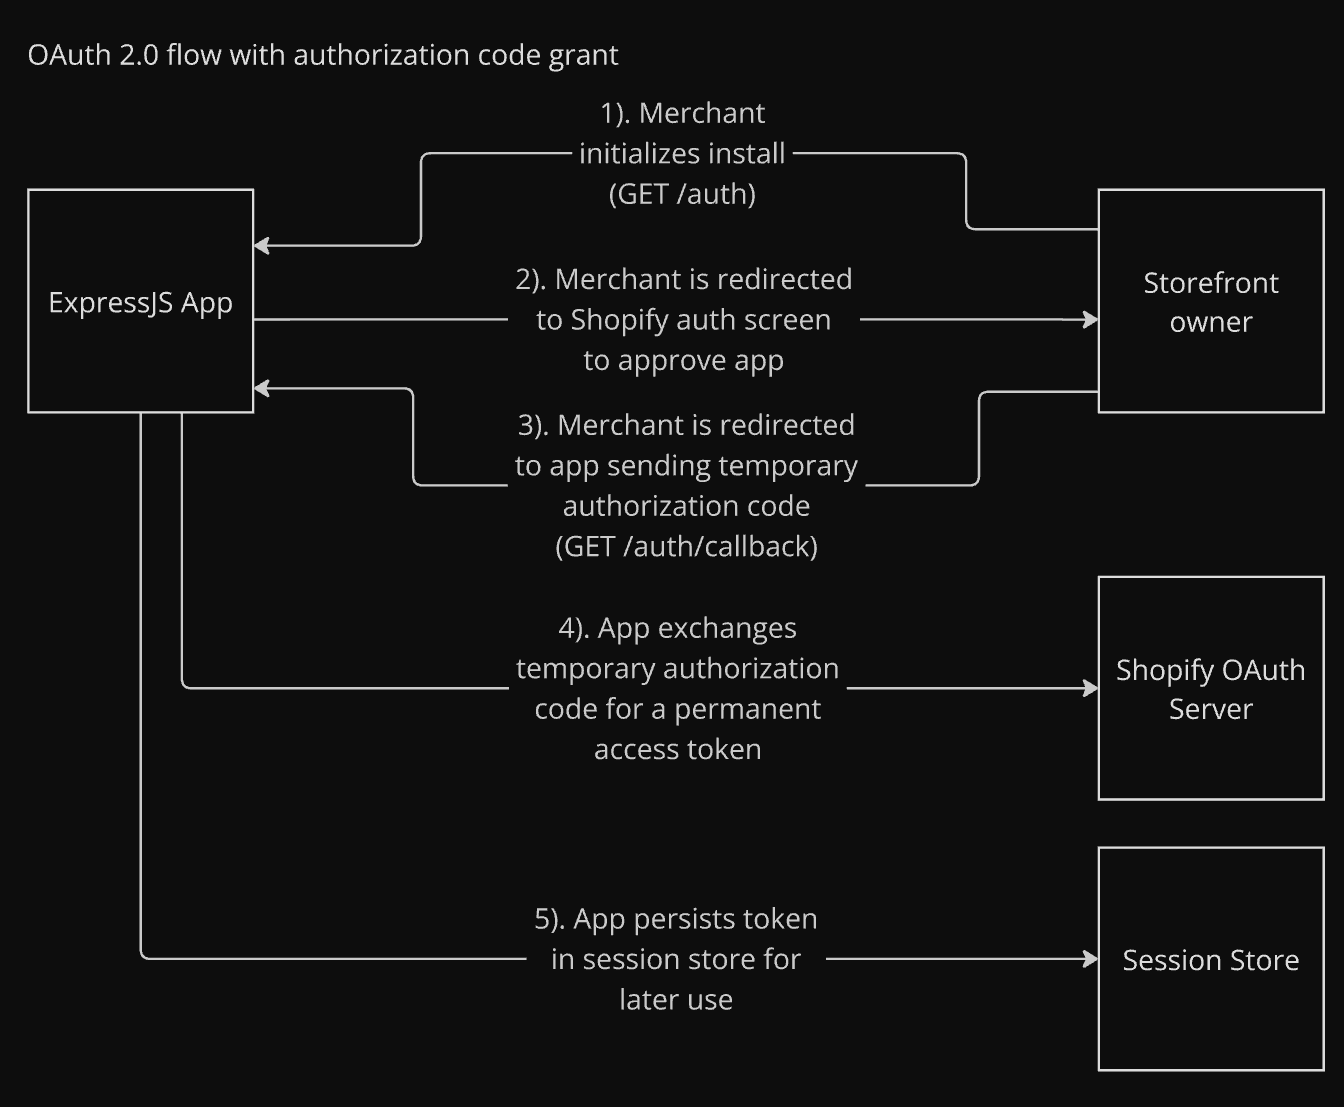 OAuth 2.0 flow with authorization code grant
1). Merchant
initializes install
(GET /auth)
ExpressJS App
2). Merchant is redirected
to Shopify auth screen
to approve app
Storefront
owner
3). Merchant is redirected
to app sending temporary
authorization code
(GET /auth/callback)
4). App exchanges
temporary authorization
code for a permanent
access token
Shopify OAuth
Server
5). App persists token
in session store for
later use
Session Store